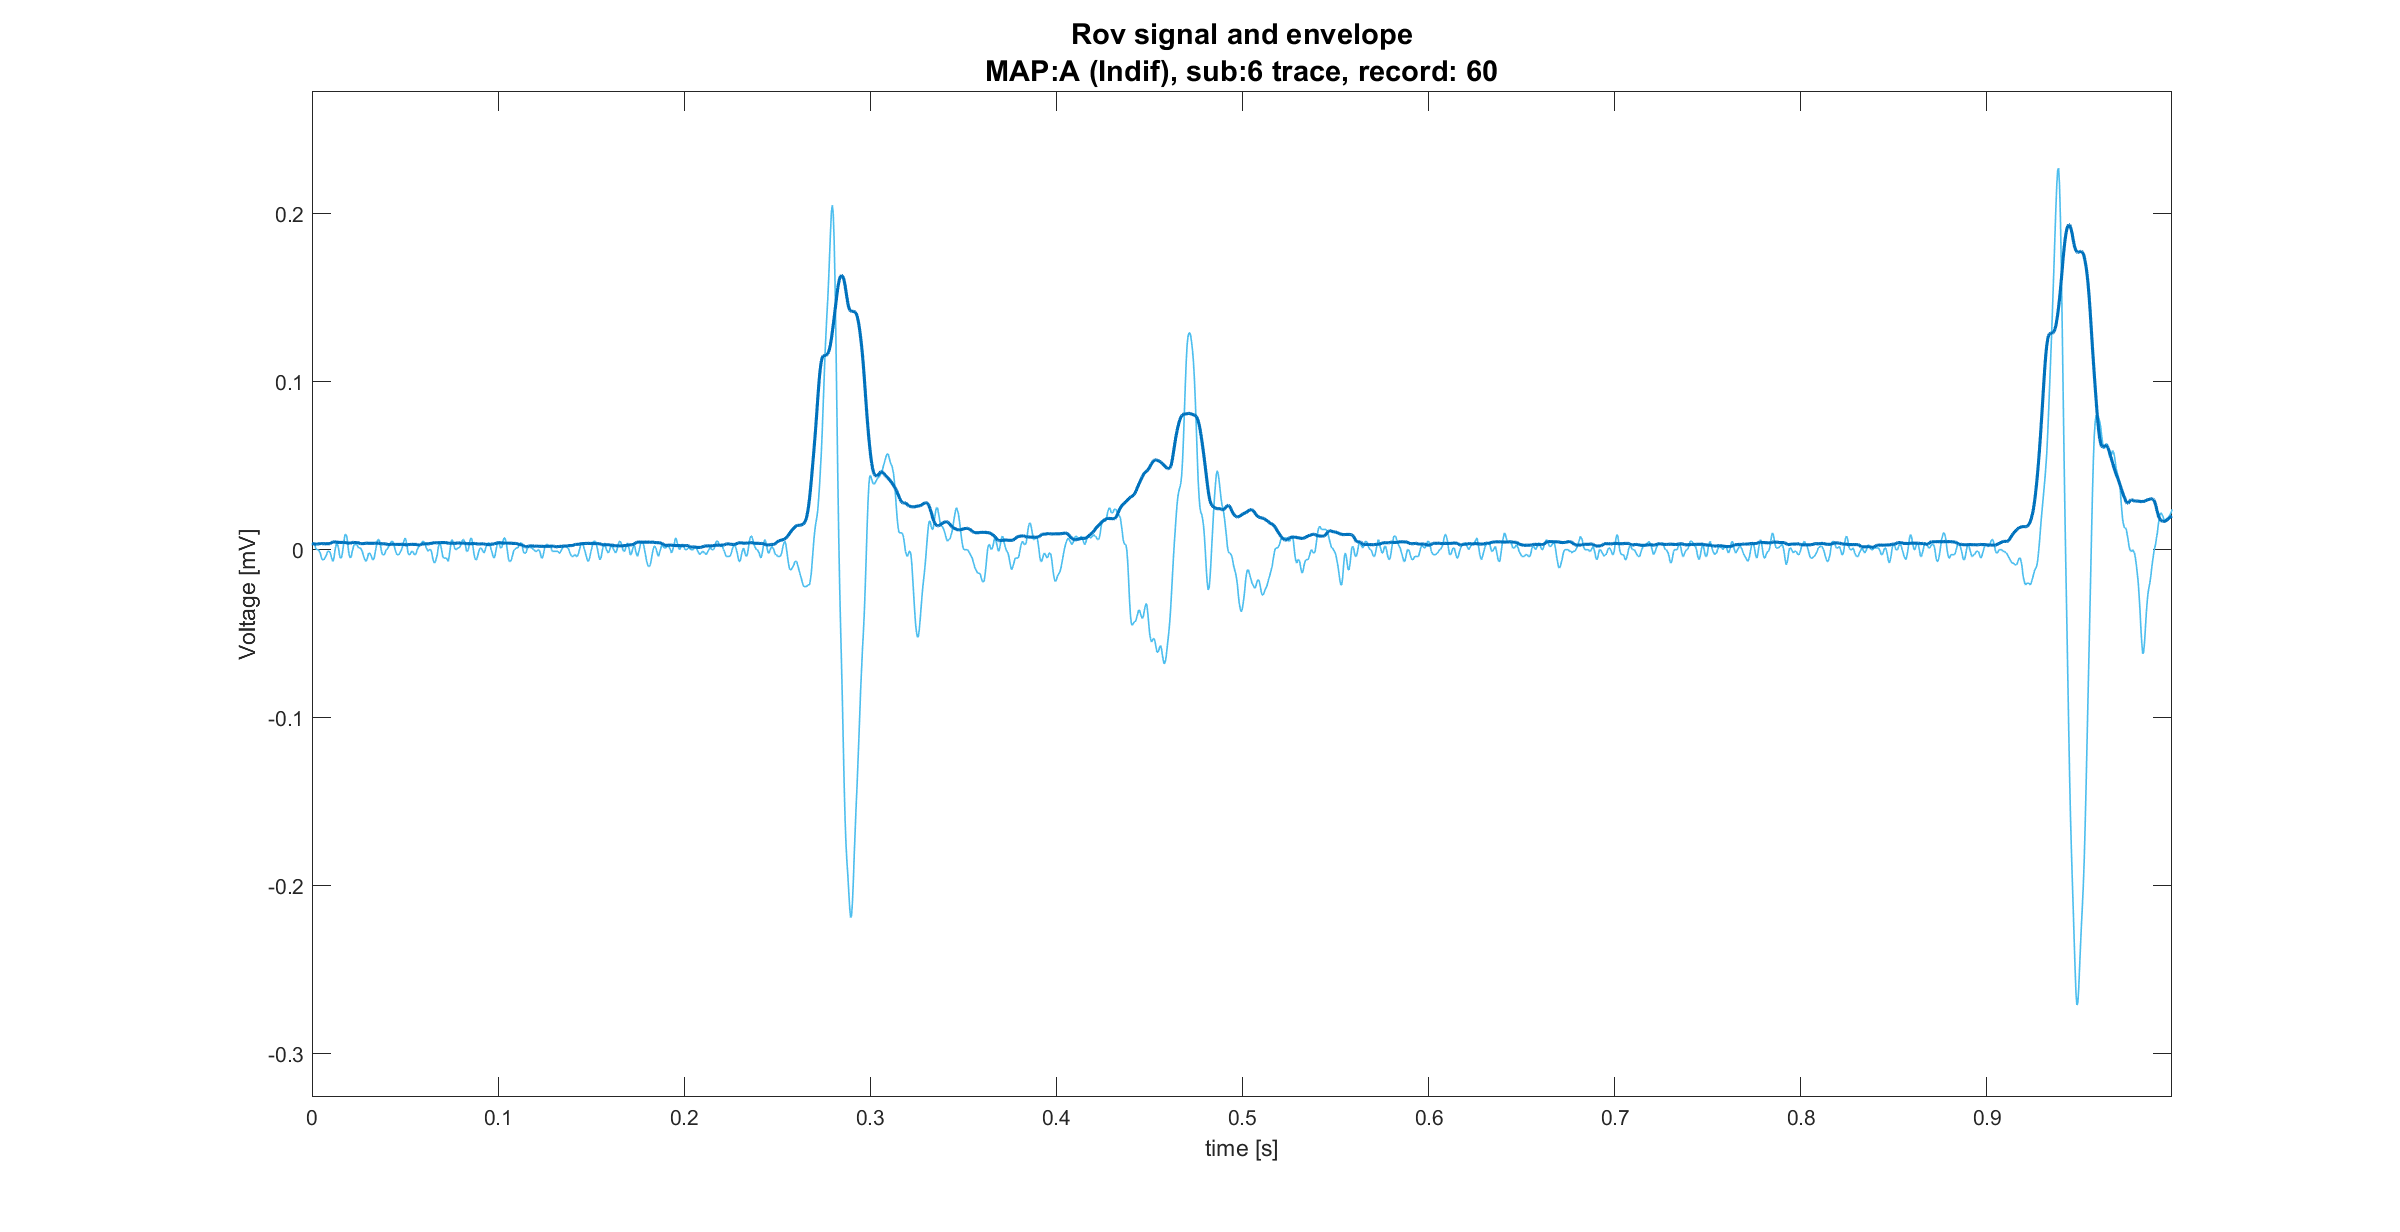 Rov signal and envelope
MAP:A (Indif), sub:6 trace, record: 60
Voltage [mV]
0.2
0.1
0
-0.1
-0.2
-0.3
0 0.1 0.2 0.3 0.4 0.5 0.6 0.7 0.8 0.9
time [s]